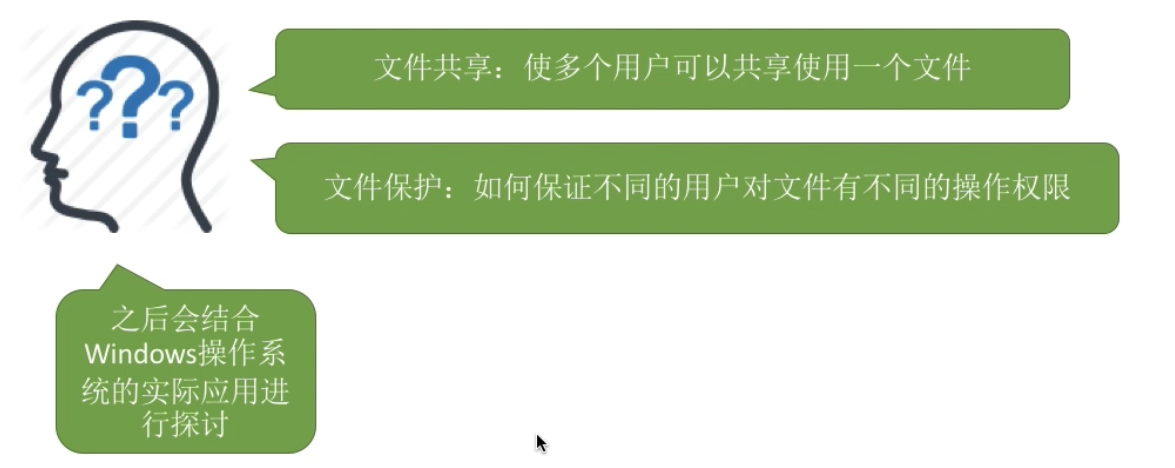 ???
文件共享：使多个用户可以共享使用一个文件
文件保护：如何保证不同的用户对文件有不同的操作权限
之后会结合
Windows操作系
统的实际应用进
行探讨